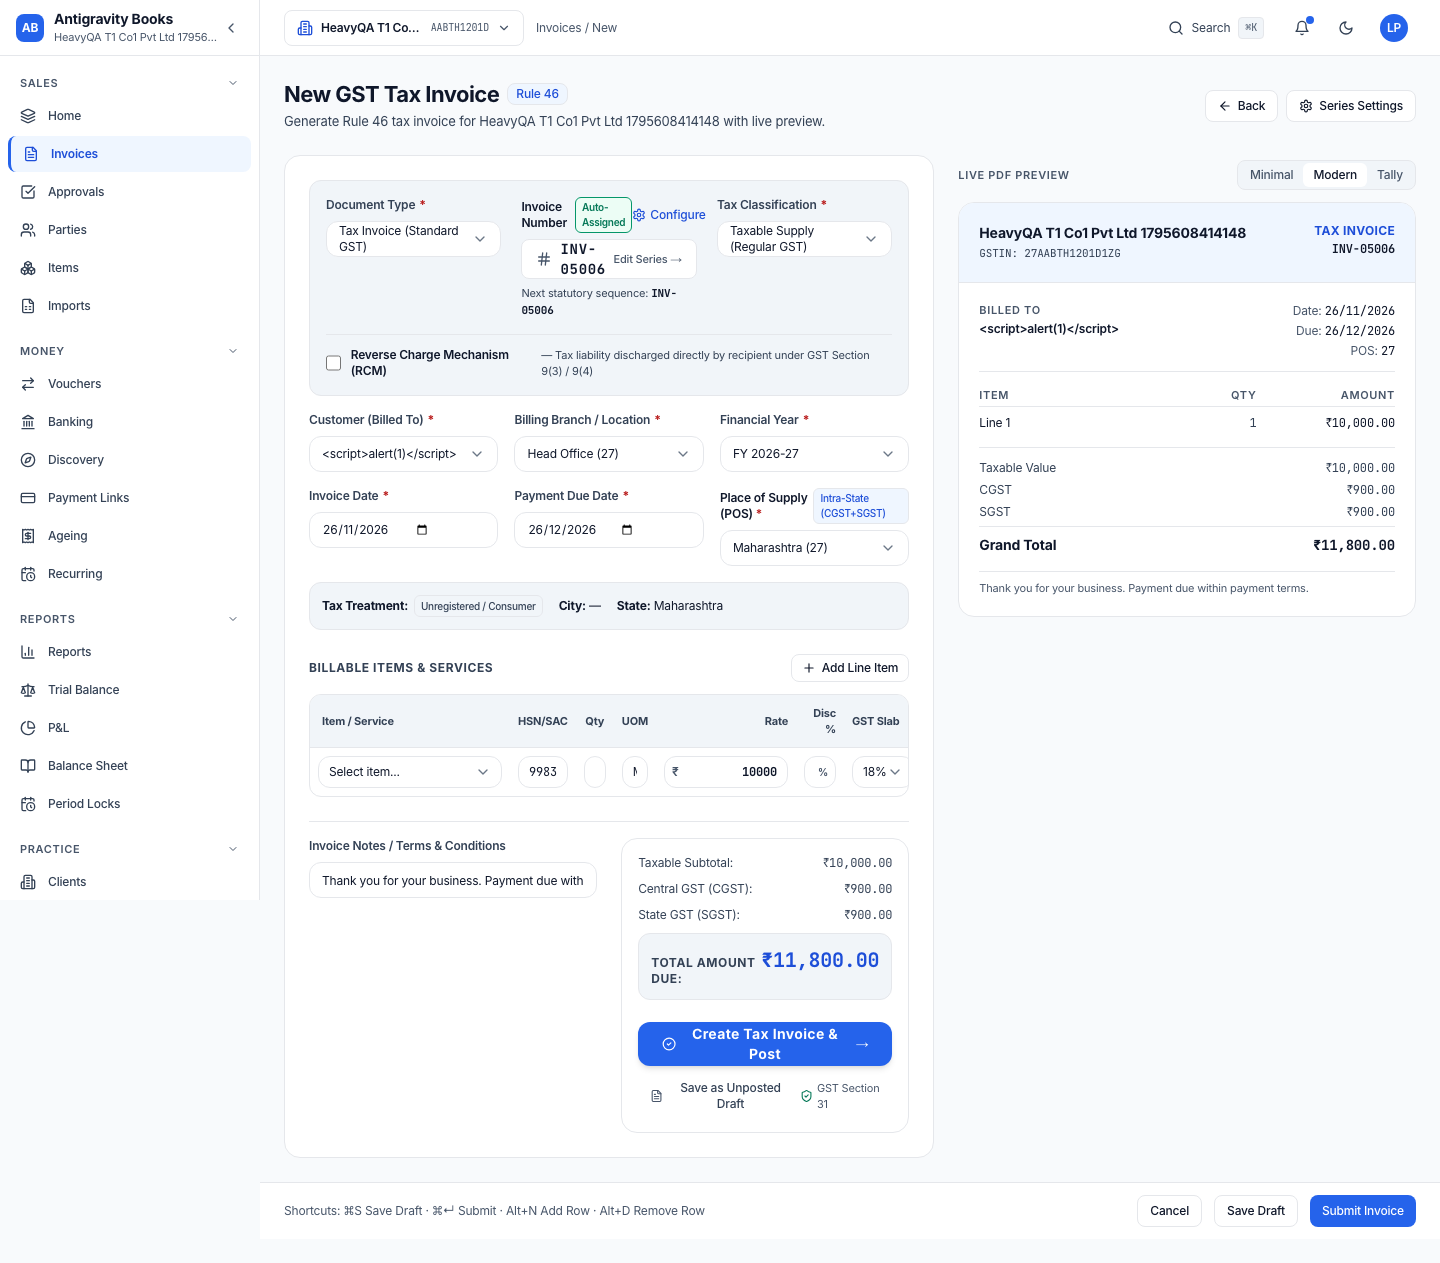 AB
Antigravity Books
HeavyQA T1 Co1 Pvt Ltd 17956...
HeavyQA T1 Co... AABTH1201D
Invoices / New
Search ⌘K
LP
SALES
Home
Invoices
Approvals
Parties
Items
Imports
MONEY
Vouchers
Banking
Discovery
Payment Links
Ageing
Recurring
REPORTS
Reports
Trial Balance
P&L
Balance Sheet
Period Locks
PRACTICE
Clients
New GST Tax Invoice Rule 46
Generate Rule 46 tax invoice for HeavyQA T1 Co1 Pvt Ltd 1795608414148 with live preview.
← Back
Series Settings
Document Type *
Tax Invoice (Standard
GST)
Invoice
Number
Auto-
Assigned
Configure
# INV-
05006
Edit Series →
Next statutory sequence: INV-
05006
Tax Classification *
Taxable Supply
(Regular GST)
Reverse Charge Mechanism
(RCM)
— Tax liability discharged directly by recipient under GST Section
9(3) / 9(4)
Customer (Billed To) *
<script>alert(1)</script>
Billing Branch / Location *
Head Office (27)
Financial Year *
FY 2026-27
Invoice Date *
26/11/2026
Payment Due Date *
26/12/2026
Place of Supply
(POS) *
Intra-State
(CGST+SGST)
Maharashtra (27)
Tax Treatment: Unregistered / Consumer City: — State: Maharashtra
BILLABLE ITEMS & SERVICES
+ Add Line Item
Item / Service HSN/SAC Qty UOM Rate Disc
% GST Slab
Select item... 9983 ₹ 10000 % 18%
Invoice Notes / Terms & Conditions
Thank you for your business. Payment due with
Taxable Subtotal: ₹10,000.00
Central GST (CGST): ₹900.00
State GST (SGST): ₹900.00
TOTAL AMOUNT
DUE:
₹11,800.00
Create Tax Invoice &
Post →
Save as Unposted
Draft
GST Section
31
LIVE PDF PREVIEW
Minimal Modern Tally
HeavyQA T1 Co1 Pvt Ltd 1795608414148
GSTIN: 27AABTH1201D1ZG
TAX INVOICE
INV-05006
BILLED TO
<script>alert(1)</script>
Date: 26/11/2026
Due: 26/12/2026
POS: 27
ITEM QTY AMOUNT
Line 1 1 ₹10,000.00
Taxable Value ₹10,000.00
CGST ₹900.00
SGST ₹900.00
Grand Total ₹11,800.00
Thank you for your business. Payment due within payment terms.
Shortcuts: ⌘S Save Draft · ⌘↵ Submit · Alt+N Add Row · Alt+D Remove Row
Cancel
Save Draft
Submit Invoice